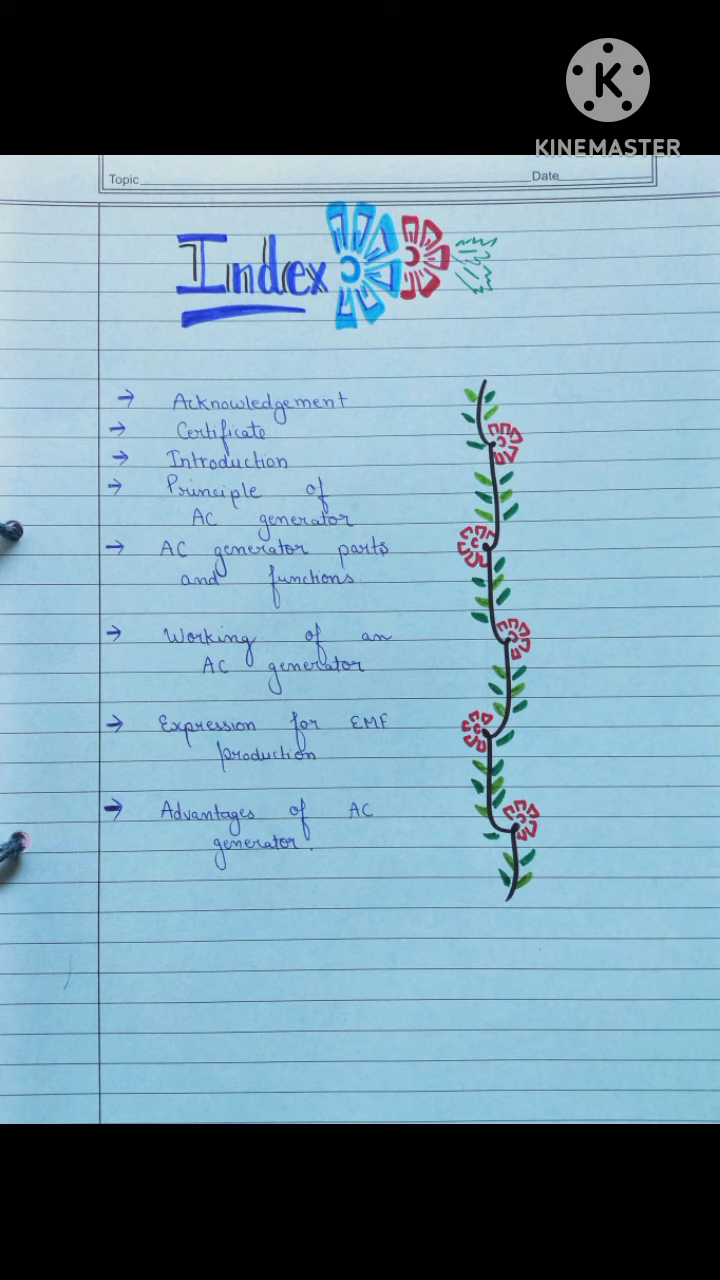 KINEMASTER
Topic
Date
Index
→ Acknowledgement
→ Certificate
→ Introduction
→ Principle of
AC generator
→ AC generator parts
and functions
→ Working of an
AC generator
→ Expression for EMF
production
→ Advantages of AC
generator.